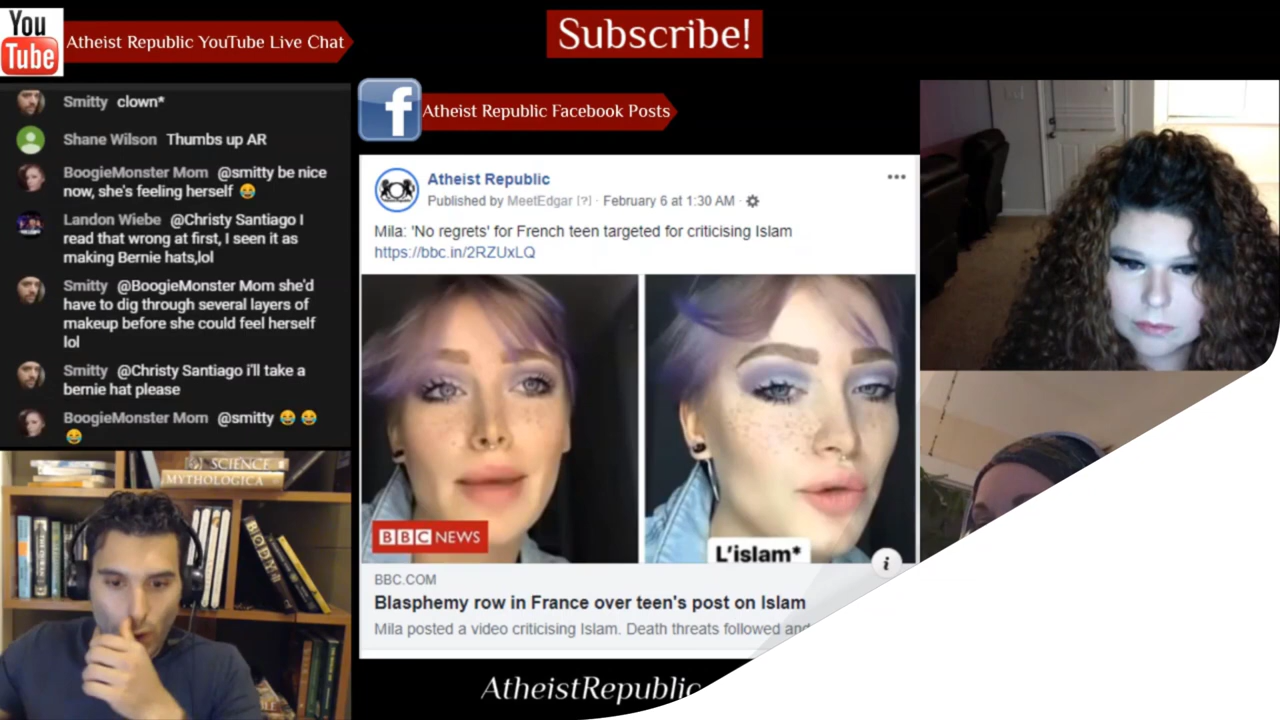 You
Tube
Atheist Republic YouTube Live Chat
Subscribe!
Smitty clown*
Shane Wilson Thumbs up AR
BoogieMonster Mom @smitty be nice
now, she's feeling herself 😂
Landon Wiebe @Christy Santiago I
read that wrong at first, I seen it as
making Bernie hats,lol
Smitty @BoogieMonster Mom she'd
have to dig through several layers of
makeup before she could feel herself
lol
Smitty @Christy Santiago i'll take a
bernie hat please
BoogieMonster Mom @smitty 😂 😂
😂
f
Atheist Republic Facebook Posts
Atheist Republic
Published by MeetEdgar [?] · February 6 at 1:30 AM ·
Mila: 'No regrets' for French teen targeted for criticising Islam
https://bbc.in/2RZUxLQ
BBC NEWS
L'islam*
i
BBC.COM
Blasphemy row in France over teen's post on Islam
Mila posted a video criticising Islam. Death threats followed and
AtheistRepublic
SCIENCE
MYTHOLOGICA
BODY